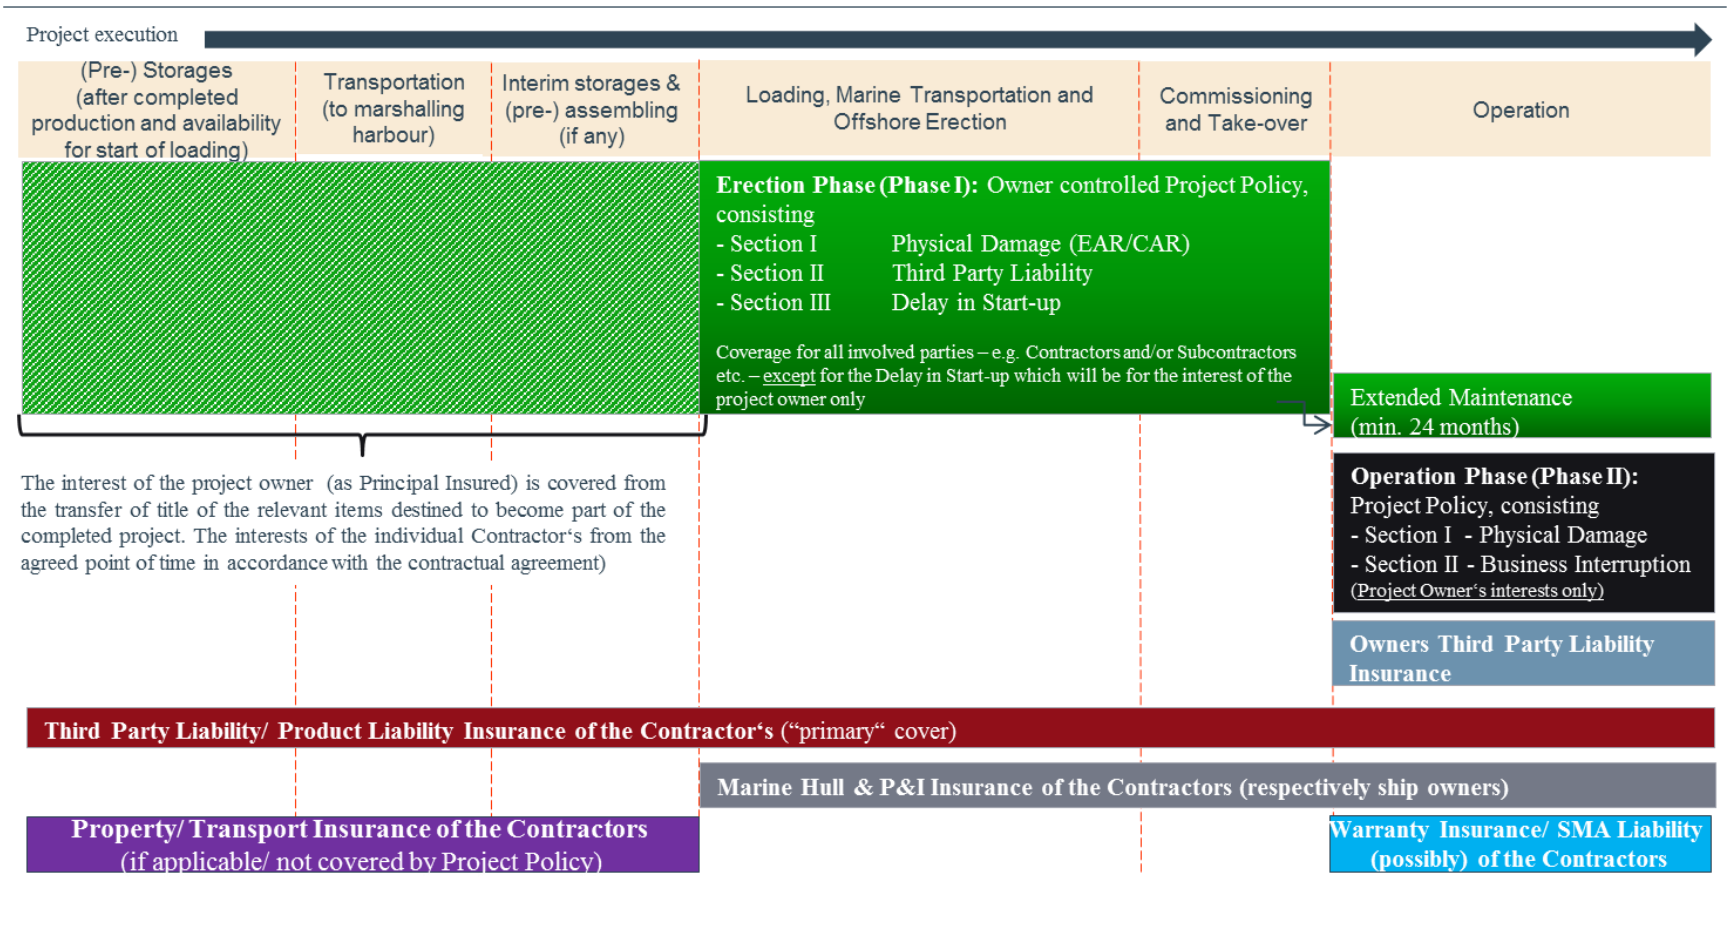 Project execution
(Pre-) Storages
(after completed
production and availability
for start of loading)
Transportation
(to marshalling
harbour)
Interim storages &
(pre-) assembling
(if any)
Loading, Marine Transportation and
Offshore Erection
Commissioning
and Take-over
Operation
Erection Phase (Phase I): Owner controlled Project Policy,
consisting
- Section I Physical Damage (EAR/CAR)
- Section II Third Party Liability
- Section III Delay in Start-up
Coverage for all involved parties – e.g. Contractors and/or Subcontractors
etc. – except for the Delay in Start-up which will be for the interest of the
project owner only
Extended Maintenance
(min. 24 months)
The interest of the project owner (as Principal Insured) is covered from
the transfer of title of the relevant items destined to become part of the
completed project. The interests of the individual Contractor‘s from the
agreed point of time in accordance with the contractual agreement)
Operation Phase (Phase II):
Project Policy, consisting
- Section I - Physical Damage
- Section II - Business Interruption
(Project Owner‘s interests only)
Owners Third Party Liability
Insurance
Third Party Liability/ Product Liability Insurance of the Contractor‘s (“primary“ cover)
Marine Hull & P&I Insurance of the Contractors (respectively ship owners)
Property/ Transport Insurance of the Contractors
(if applicable/ not covered by Project Policy)
Warranty Insurance/ SMA Liability
(possibly) of the Contractors